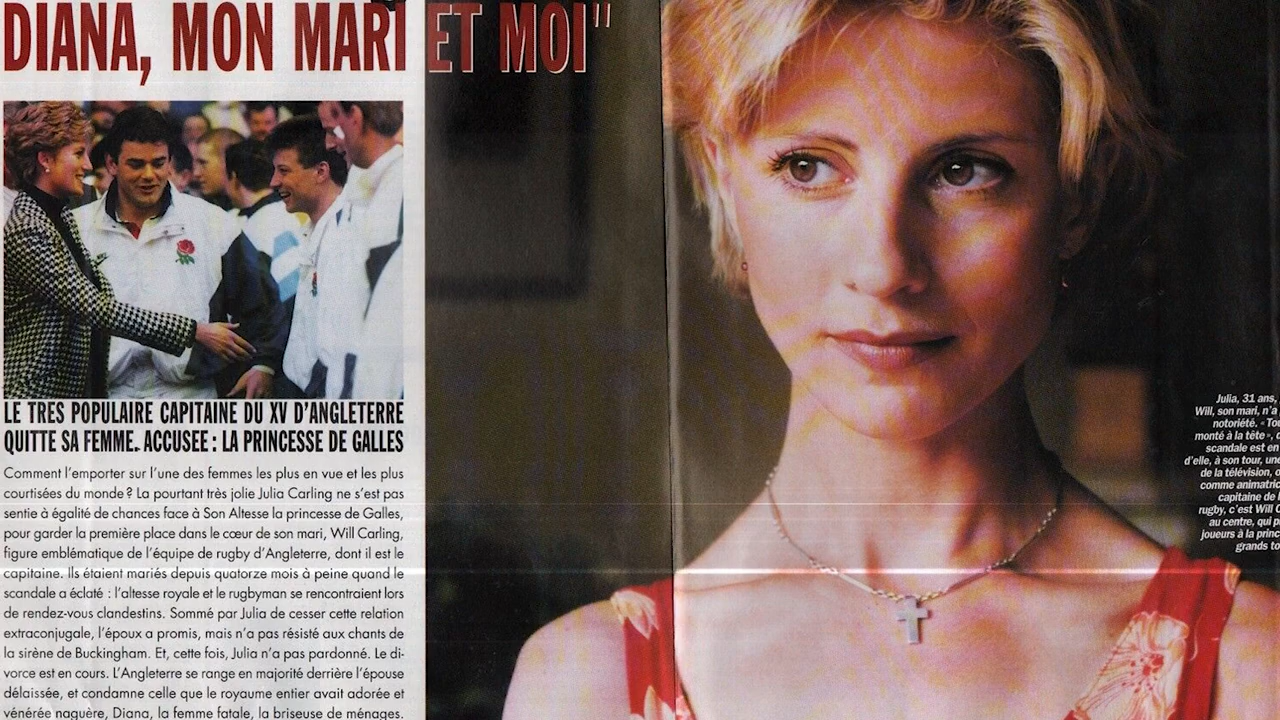 DIANA, MON MARI ET MOI"
LE TRES POPULAIRE CAPITAINE DU XV D'ANGLETERRE
QUITTE SA FEMME. ACCUSEE : LA PRINCESSE DE GALLES
Comment l'emporter sur l'une des femmes les plus en vue et les plus
courtisées du monde ? La pourtant très jolie Julia Carling ne s'est pas
sentie à égalité de chances face à Son Altesse la princesse de Galles,
pour garder la première place dans le cœur de son mari, Will Carling,
figure emblématique de l'équipe de rugby d'Angleterre, dont il est le
capitaine. Ils étaient mariés depuis quatorze mois à peine quand le
scandale a éclaté : l'altesse royale et le rugbyman se rencontraient lors
de rendez-vous clandestins. Sommé par Julia de cesser cette relation
extraconjugale, l'époux a promis, mais n'a pas résisté aux chants de
la sirène de Buckingham. Et, cette fois, Julia n'a pas pardonné. Le di-
vorce est en cours. L'Angleterre se range en majorité derrière l'épouse
délaissée, et condamne celle que le royaume entier avait adorée et
vénérée naguère, Diana, la femme fatale, la briseuse de ménages.
Julia, 31 ans,
Will, son mari, n'a
notoriété. « Tou
monté à la tête »,
scandale est en
d'elle, à son tour, une
de la télévision, o
comme animatric
capitaine de l
rugby, c'est Will C
au centre, qui p
joueurs à la princ
grands to